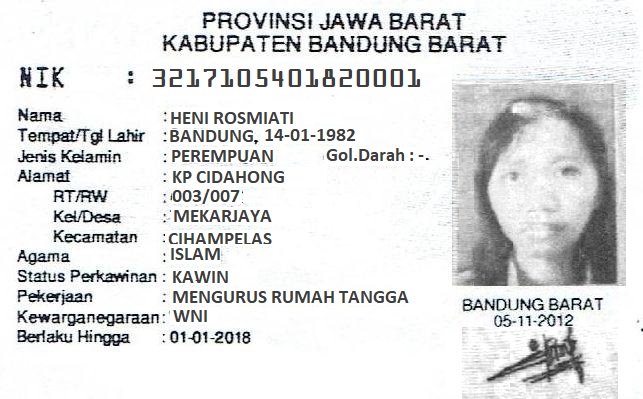 PROVINSI JAWA BARAT
KABUPATEN BANDUNG BARAT
NIK : 3217105401820001
Nama : HENI ROSMIATI
Tempat/Tgl Lahir : BANDUNG, 14-01-1982
Jenis Kelamin : PEREMPUAN Gol.Darah : -.
Alamat : KP CIDAHONG
RT/RW : 003/007
Kel/Desa : MEKARJAYA
Kecamatan : CIHAMPELAS
Agama : ISLAM
Status Perkawinan : KAWIN
Pekerjaan : MENGURUS RUMAH TANGGA
Kewarganegaraan : WNI
Berlaku Hingga : 01-01-2018
BANDUNG BARAT
05-11-2012